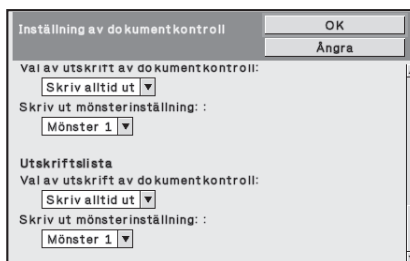 Inställning av dokumentkontroll
OK
Ångra
Val av utskrift av dokumentkontroll:
Skriv alltid ut
Skriv ut mönsterinställning: :
Mönster 1
Utskriftslista
Val av utskrift av dokumentkontroll:
Skriv alltid ut
Skriv ut mönsterinställning: :
Mönster 1